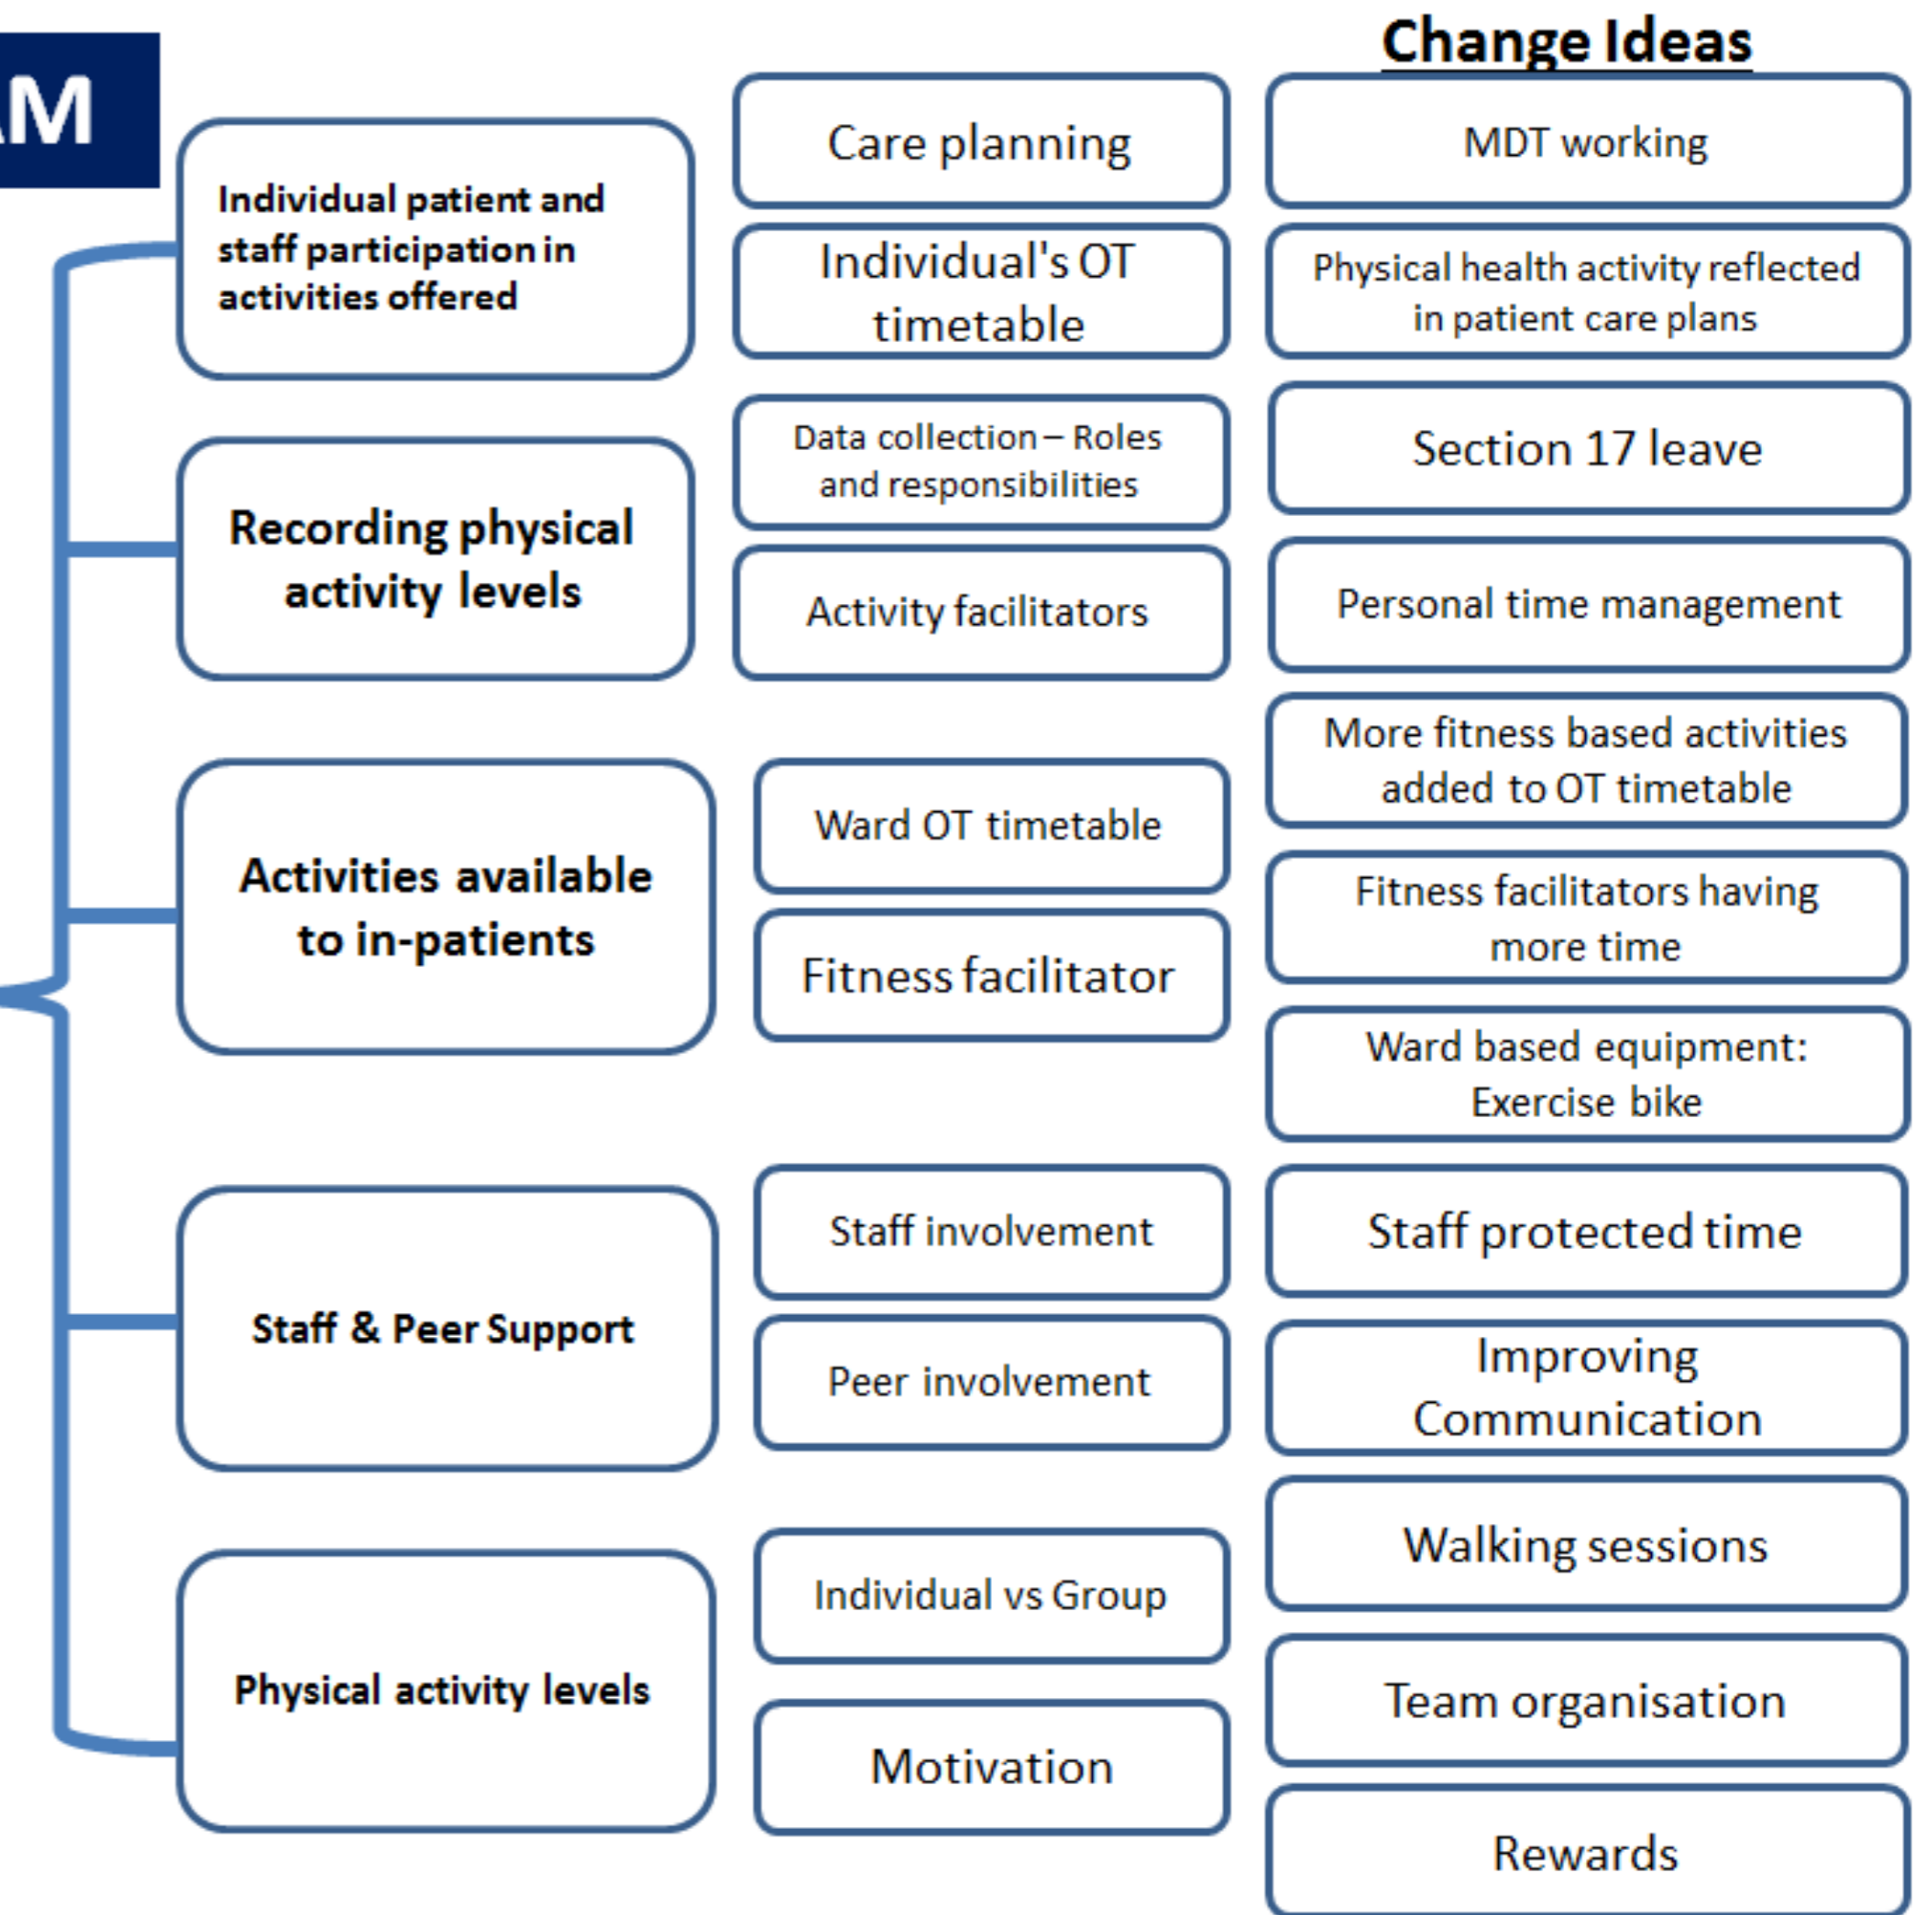 Change Ideas
AM
Individual patient and
staff participation in
activities offered
Recording physical
activity levels
Activities available
to in-patients
Staff & Peer Support
Physical activity levels
Care planning
Individual's OT
timetable
Data collection – Roles
and responsibilities
Activity facilitators
Ward OT timetable
Fitness facilitator
Staff involvement
Peer involvement
Individual vs Group
Motivation
MDT working
Physical health activity reflected
in patient care plans
Section 17 leave
Personal time management
More fitness based activities
added to OT timetable
Fitness facilitators having
more time
Ward based equipment:
Exercise bike
Staff protected time
Improving
Communication
Walking sessions
Team organisation
Rewards